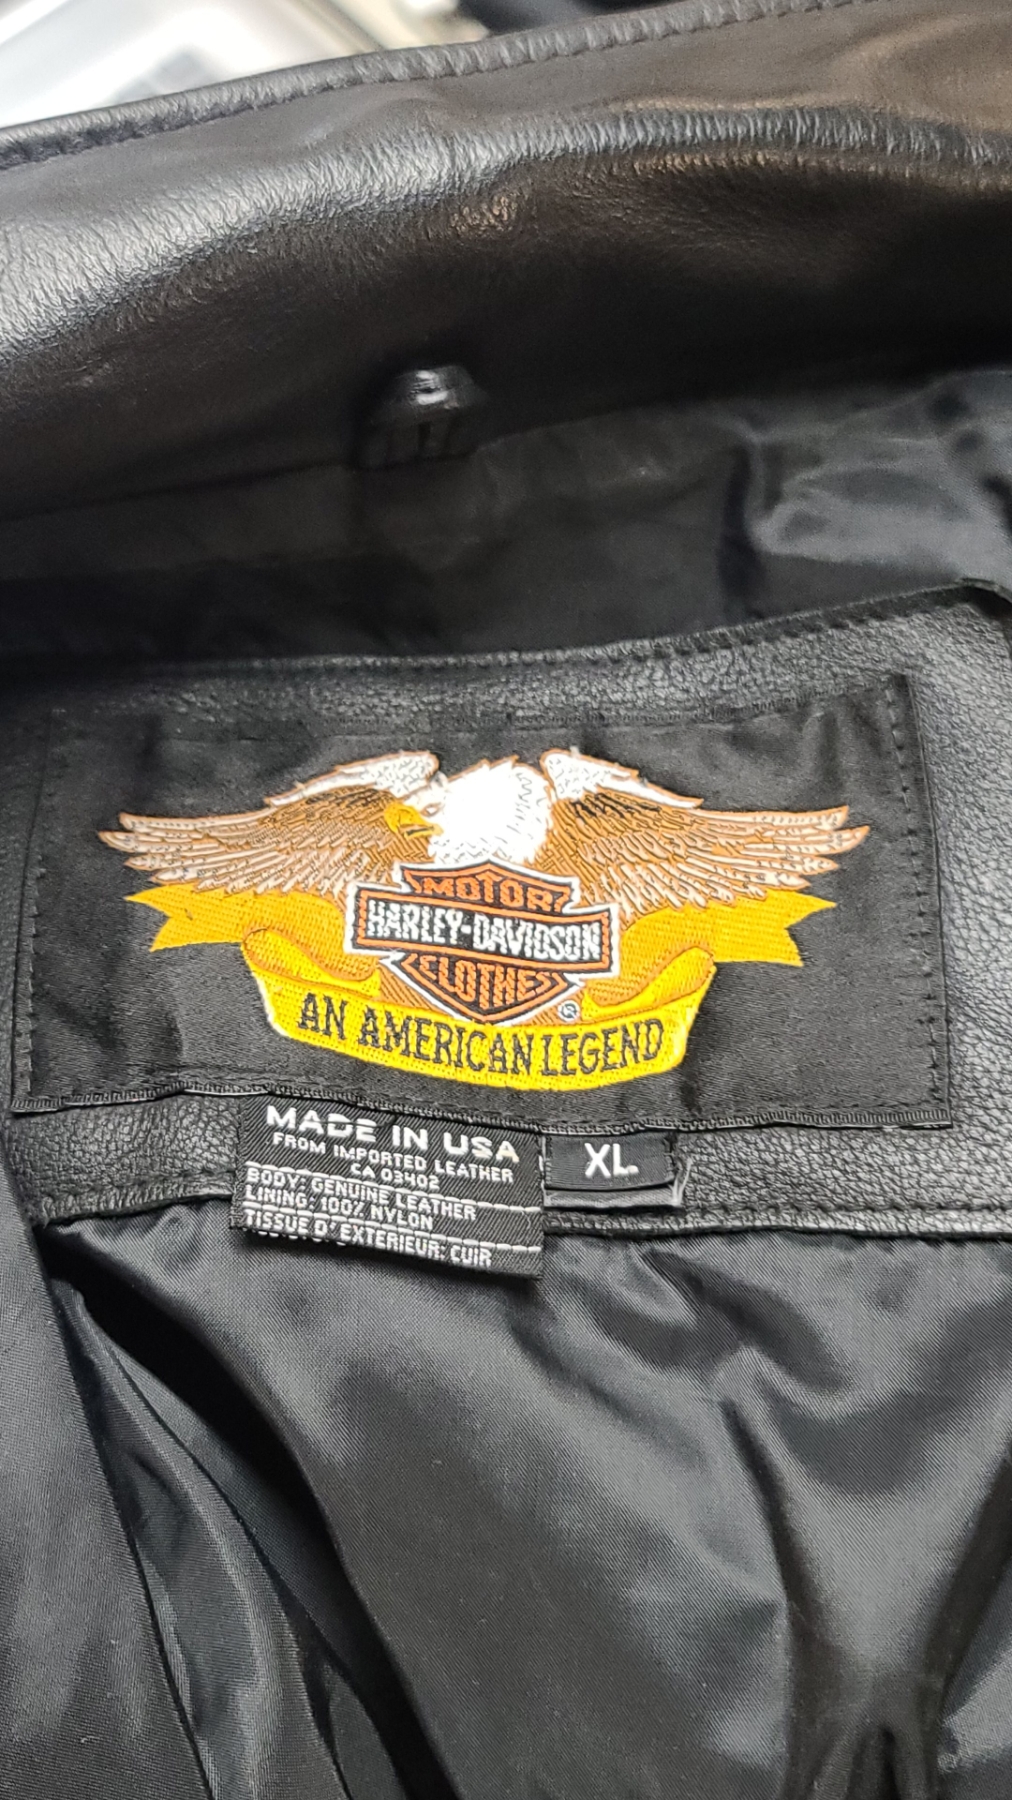 MOTOR
HARLEY-DAVIDSON
CLOTHES
®
AN AMERICAN LEGEND
MADE IN USA
FROM IMPORTED LEATHER
CA 03402
BODY: GENUINE LEATHER
LINING: 100% NYLON
TISSUE D' EXTERIEUR: CUIR
XL